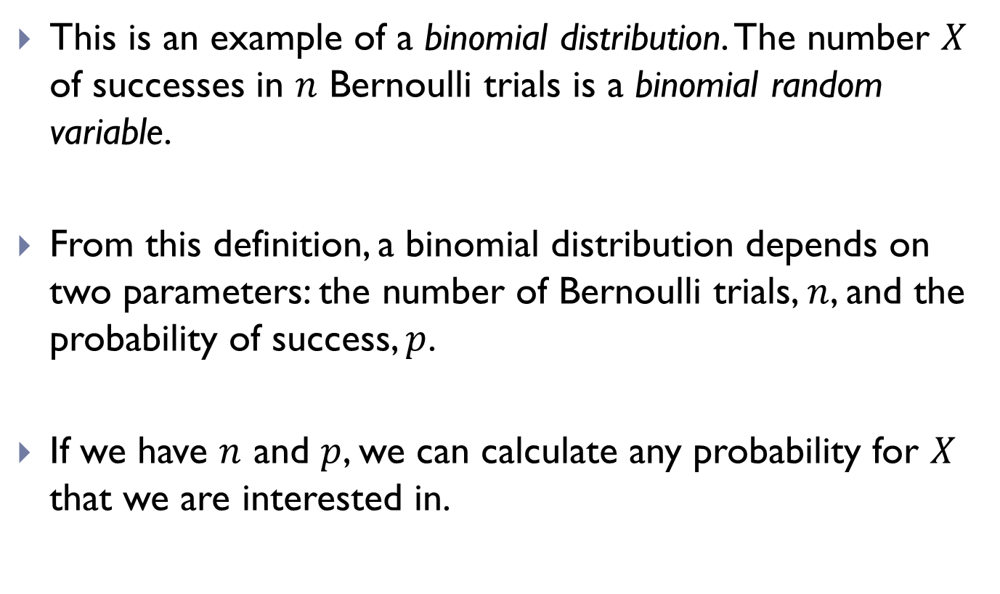 This is an example of a binomial distribution. The number X
of successes in n Bernoulli trials is a binomial random
variable.
From this definition, a binomial distribution depends on
two parameters: the number of Bernoulli trials, n, and the
probability of success, p.
If we have n and p, we can calculate any probability for X
that we are interested in.